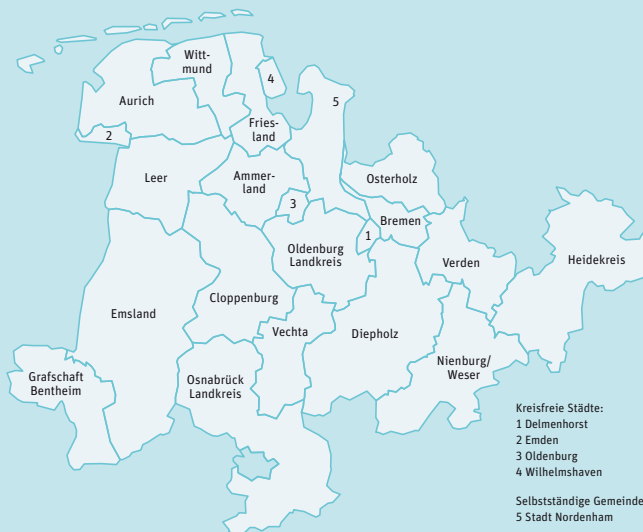 Witt-
mund
4
5
Aurich
2
Fries-
land
Leer
Ammer-
land
Osterholz
3
Bremen
1
Oldenburg
Landkreis
Verden
Heidekreis
Cloppenburg
Emsland
Vechta
Diepholz
Nienburg/
Weser
Grafschaft
Bentheim
Osnabrück
Landkreis
Kreisfreie Städte:
1 Delmenhorst
2 Emden
3 Oldenburg
4 Wilhelmshaven
Selbstständige Gemeinde
5 Stadt Nordenham